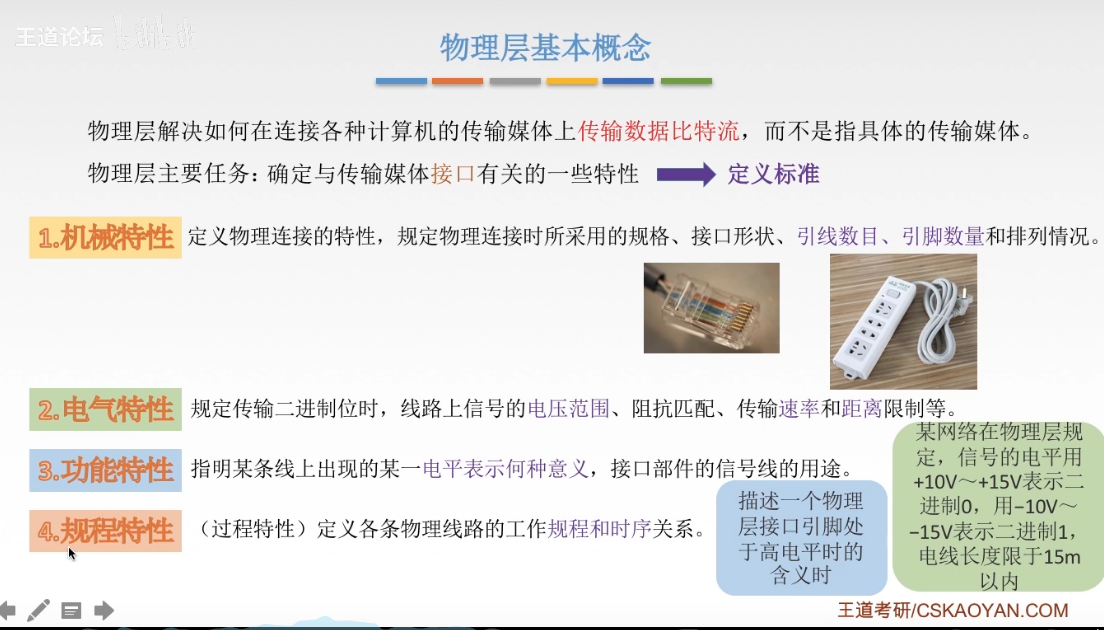 王道论坛
物理层基本概念
物理层解决如何在连接各种计算机的传输媒体上传输数据比特流，而不是指具体的传输媒体。
物理层主要任务：确定与传输媒体接口有关的一些特性
定义标准
1.机械特性
定义物理连接的特性，规定物理连接时所采用的规格、接口形状、引线数目、引脚数量和排列情况。
2.电气特性
规定传输二进制位时，线路上信号的电压范围、阻抗匹配、传输速率和距离限制等。
3.功能特性
指明某条线上出现的某一电平表示何种意义，接口部件的信号线的用途。
4.规程特性
（过程特性）定义各条物理线路的工作规程和时序关系。
描述一个物理
层接口引脚处
于高电平时的
含义时
某网络在物理层规
定，信号的电平用
+10V～+15V表示二
进制0，用−10V～
−15V表示二进制1，
电线长度限于15m
以内
王道考研/CSKAOYAN.COM